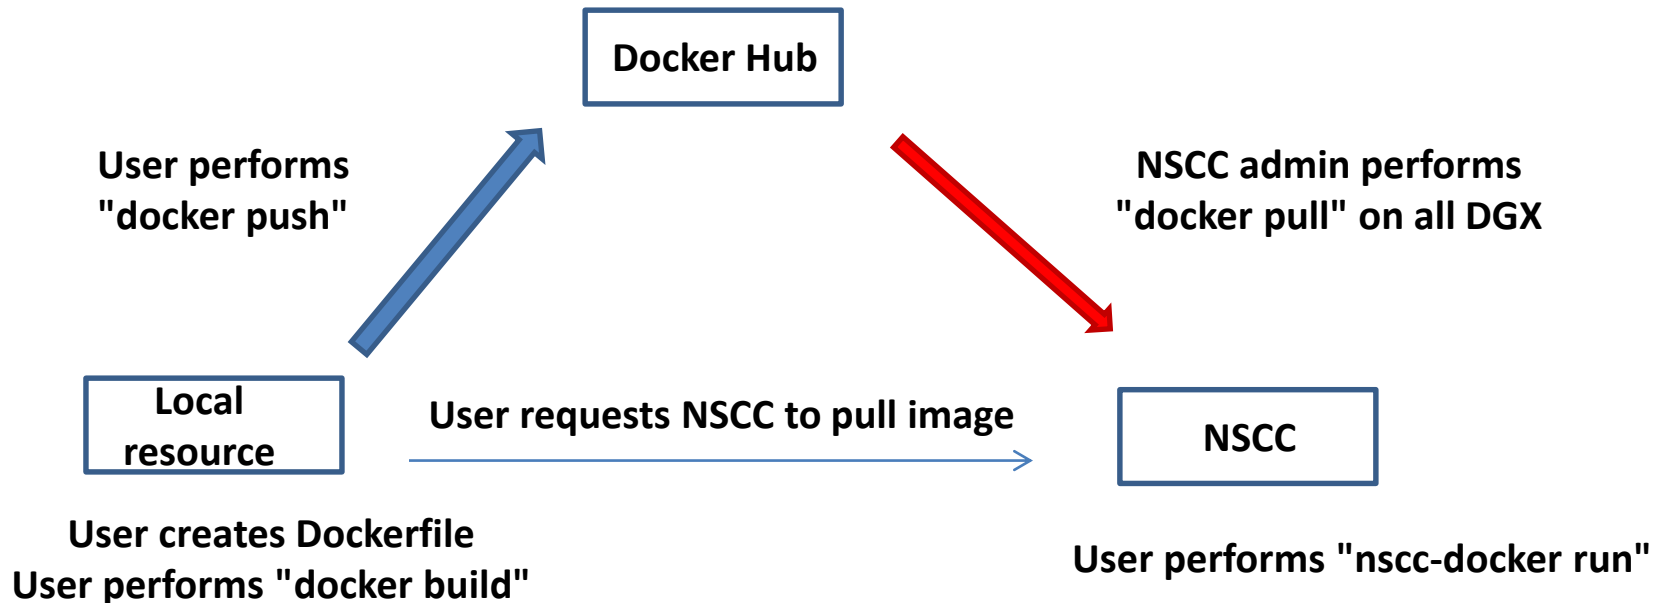 Docker Hub
User performs
"docker push"
NSCC admin performs
"docker pull" on all DGX
Local
resource
User requests NSCC to pull image
NSCC
User creates Dockerfile
User performs "docker build"
User performs "nscc-docker run"